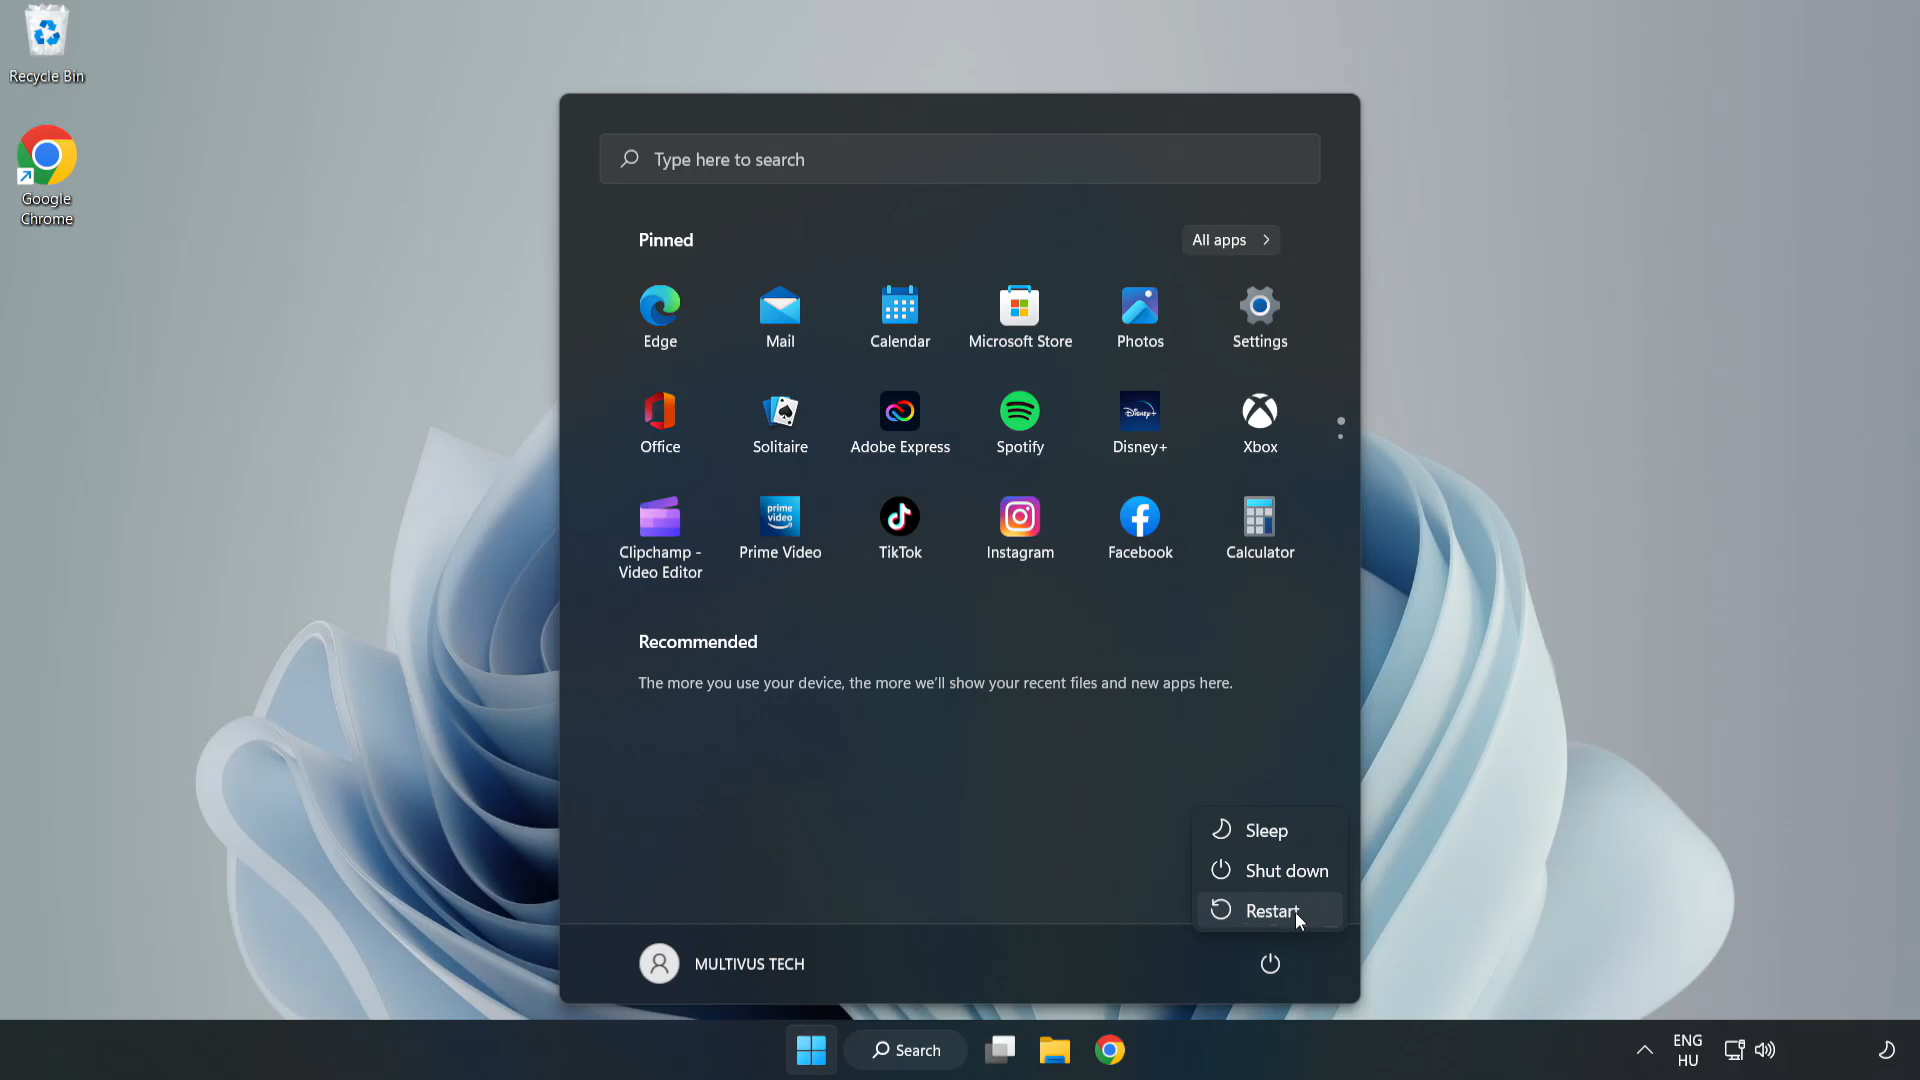 Recycle Bin
Google
Chrome
Type here to search
Pinned
All apps
Edge
Mail
Calendar
Microsoft Store
Photos
Settings
Office
Solitaire
Adobe Express
Spotify
Disney+
Disney+
Xbox
prime
video
Clipchamp -
Video Editor
Prime Video
TikTok
Instagram
Facebook
Calculator
Recommended
The more you use your device, the more we'll show your recent files and new apps here.
Sleep
Shut down
Restart
MULTIVUS TECH
Search
ENG
HU